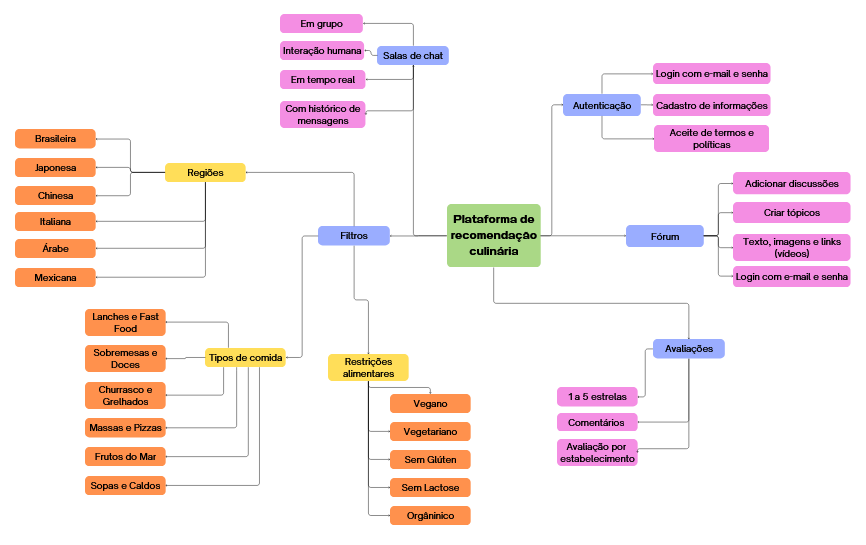 Em grupo
Interação humana
Em tempo real
Com histórico de
mensagens
Salas de chat
Autenticação
Login com e-mail e senha
Cadastro de informações
Aceite de termos e
políticas
Brasileira
Japonesa
Chinesa
Italiana
Árabe
Mexicana
Regiões
Filtros
Plataforma de
recomendação
culinária
Fórum
Adicionar discussões
Criar tópicos
Texto, imagens e links
(vídeos)
Login com e-mail e senha
Lanches e Fast
Food
Sobremesas e
Doces
Churrasco e
Grelhados
Massas e Pizzas
Frutos do Mar
Sopas e Caldos
Tipos de comida
Restrições
alimentares
Vegano
Vegetariano
Sem Glúten
Sem Lactose
Orgâninico
Avaliações
1 a 5 estrelas
Comentários
Avaliação por
estabelecimento